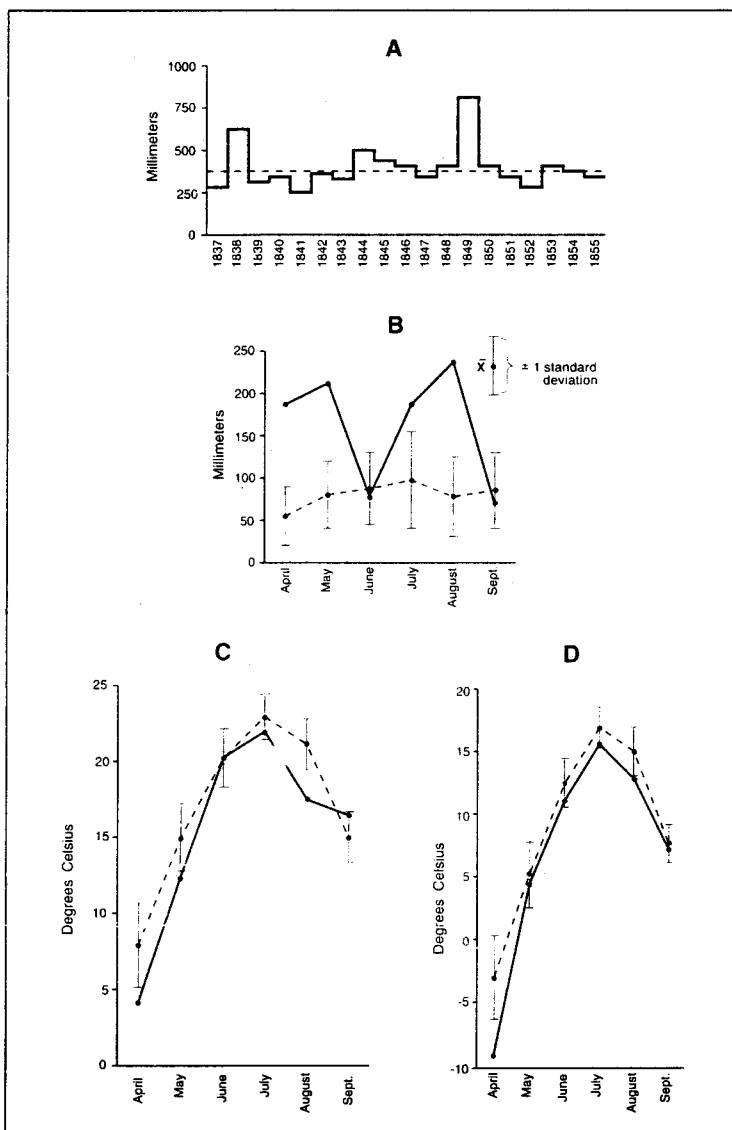 A
1000
750
500
250
0
Millimeters
1837
1838
1839
1840
1841
1842
1843
1844
1845
1846
1847
1848
1849
1850
1851
1852
1853
1854
1855
B
250
200
150
100
50
0
Millimeters
X̄ ± 1 standard
deviation
April
May
June
July
August
Sept.
C
25
20
15
10
5
0
Degrees Celsius
April
May
June
July
August
Sept.
D
20
15
10
5
0
-5
-10
Degrees Celsius
April
May
June
July
August
Sept.